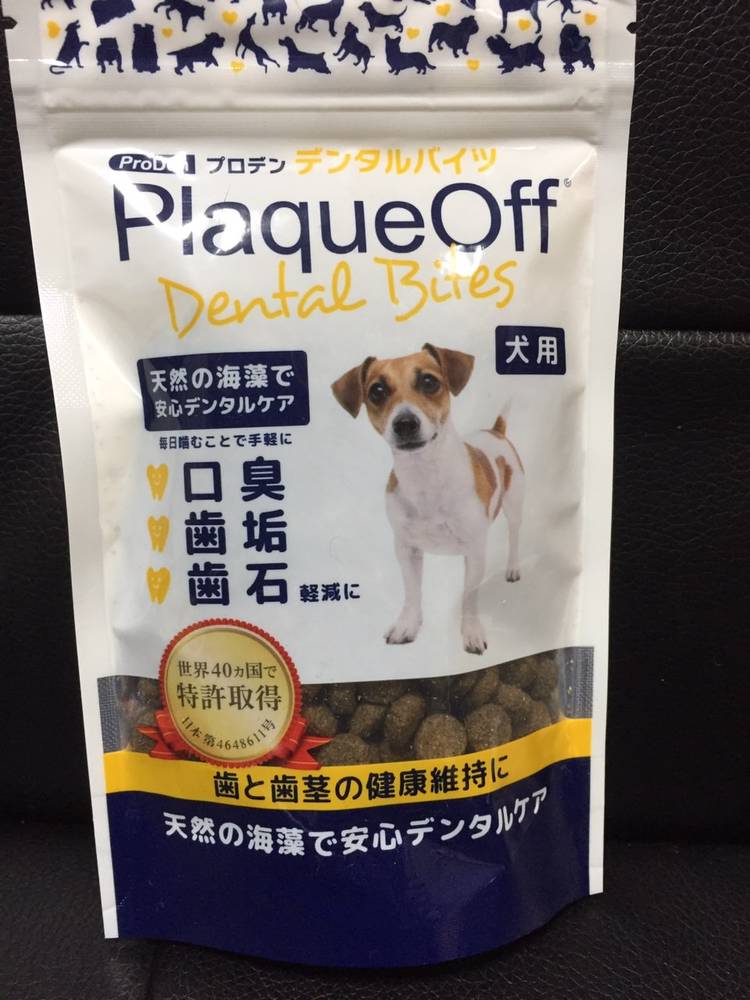 ProDen プロデン デンタルバイツ
PlaqueOff®
Dental Bites
犬用
天然の海藻で
安心デンタルケア
毎日噛むことで手軽に
口臭
歯垢
歯石 軽減に
世界40ヵ国で
特許取得
日本 第4648611号
歯と歯茎の健康維持に
天然の海藻で安心デンタルケア